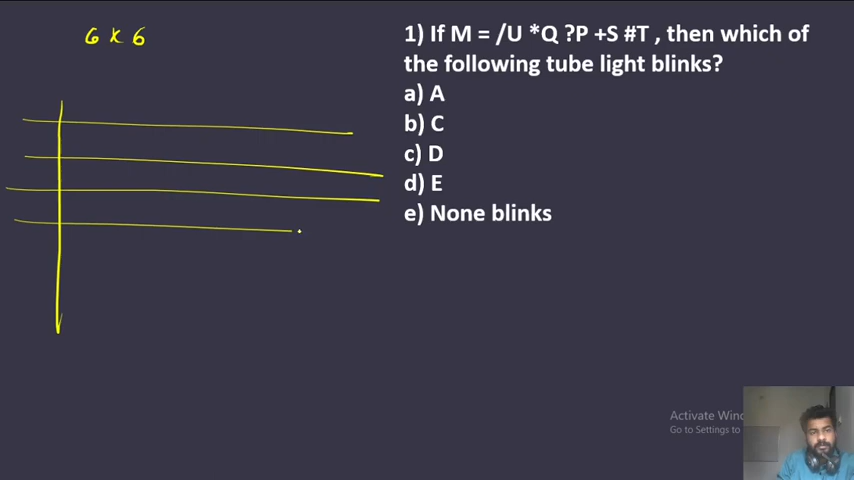 6 x 6
1) If M = /U *Q ?P +S #T , then which of
the following tube light blinks?
a) A
b) C
c) D
d) E
e) None blinks
Activate Wind
Go to Settings to